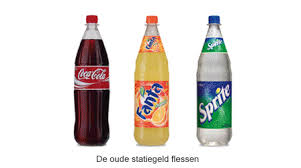 Coca-Cola
Fanta
Sprite
De oude statiegeld flessen